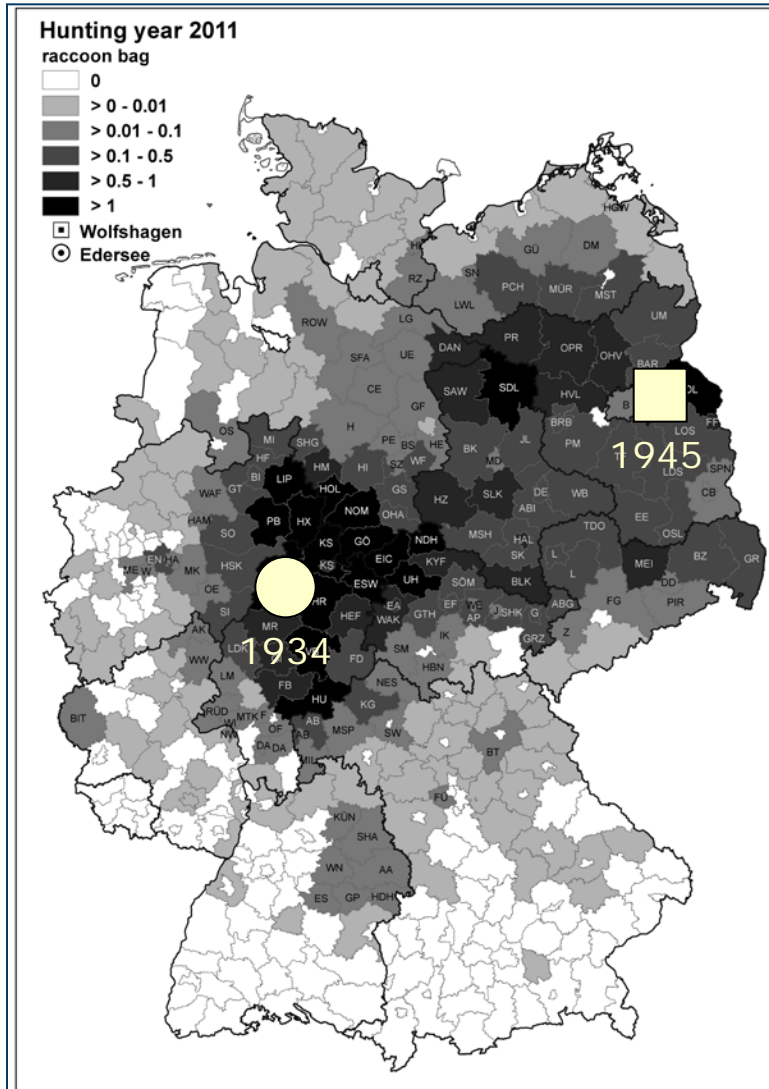 Hunting year 2011
raccoon bag
0
> 0 - 0.01
> 0.01 - 0.1
> 0.1 - 0.5
> 0.5 - 1
> 1
Wolfshagen
Edersee
HGW
GÜ DM
RZ SN
PCH MÜR MST
LWL
UM
ROW LG
DAN PR OPR OHV BAR
SFA UE
CE SAW SDL HVL B
GF
H
OS MI SHG PE BS HE BRB FF
HF HM HI SZ WF BK JL PM LOS
1945
BI LIP MD LDS SPN
WAF GT HOL GS HZ SLK DE WB CB
NOM OHA ABI
HAM PB HX EE
SO GÖ NDH MSH HAL TDO OSL
KS EIC KYF SK L
EN HA HSK KS MEI BZ GR
ME W MK ESW UH SÖM BLK L
OE HR EA EF DD
SI MR HEF WAK GTH AP SHK G ABG FG PIR
1934
AK LDK FD SM IK GRZ Z
WW HBN
LM FB NES
BIT RÜD MTK F HU KG
WI OF AB SW BT
DA DA AB MSP
MIL
FÜ
KÜN
SHA
WN AA
ES GP HDH